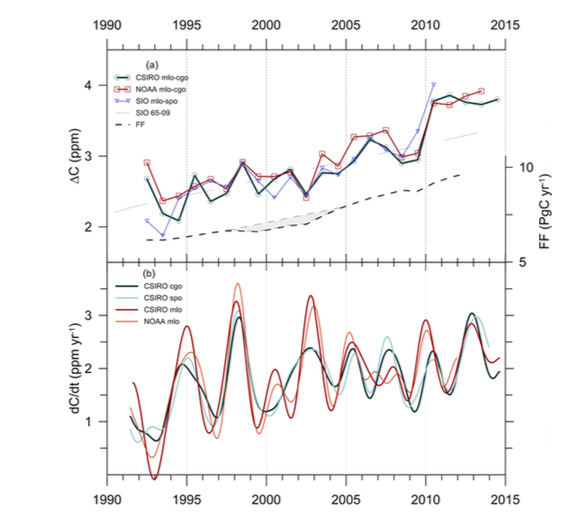 1990 1995 2000 2005 2010 2015
(a)
CSIRO mlo-cgo
NOAA mlo-cgo
SIO mlo-spo
SIO 65-09
FF
4
3
2
ΔC (ppm)
10
5
FF (PgC yr⁻¹)
(b)
CSIRO cgo
CSIRO spo
CSIRO mlo
NOAA mlo
3
2
1
dC/dt (ppm yr⁻¹)
1990 1995 2000 2005 2010 2015